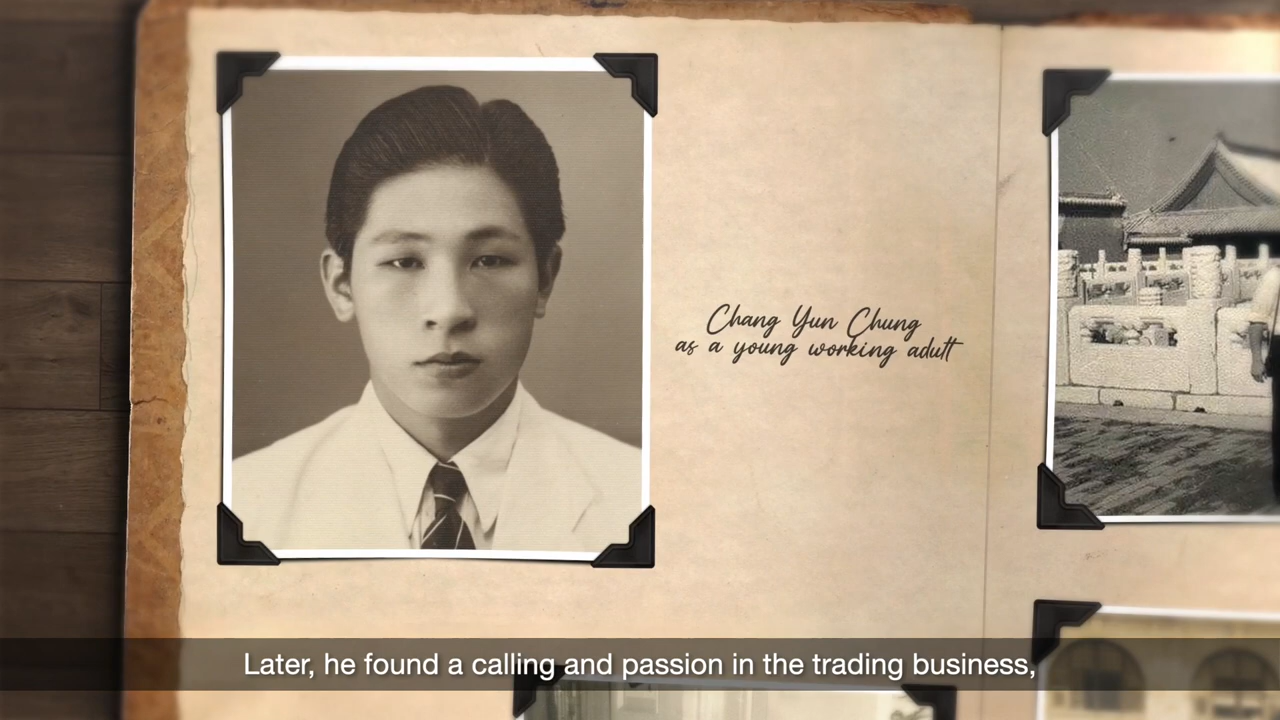 Chang Yun Chung
as a young working adult
Later, he found a calling and passion in the trading business,